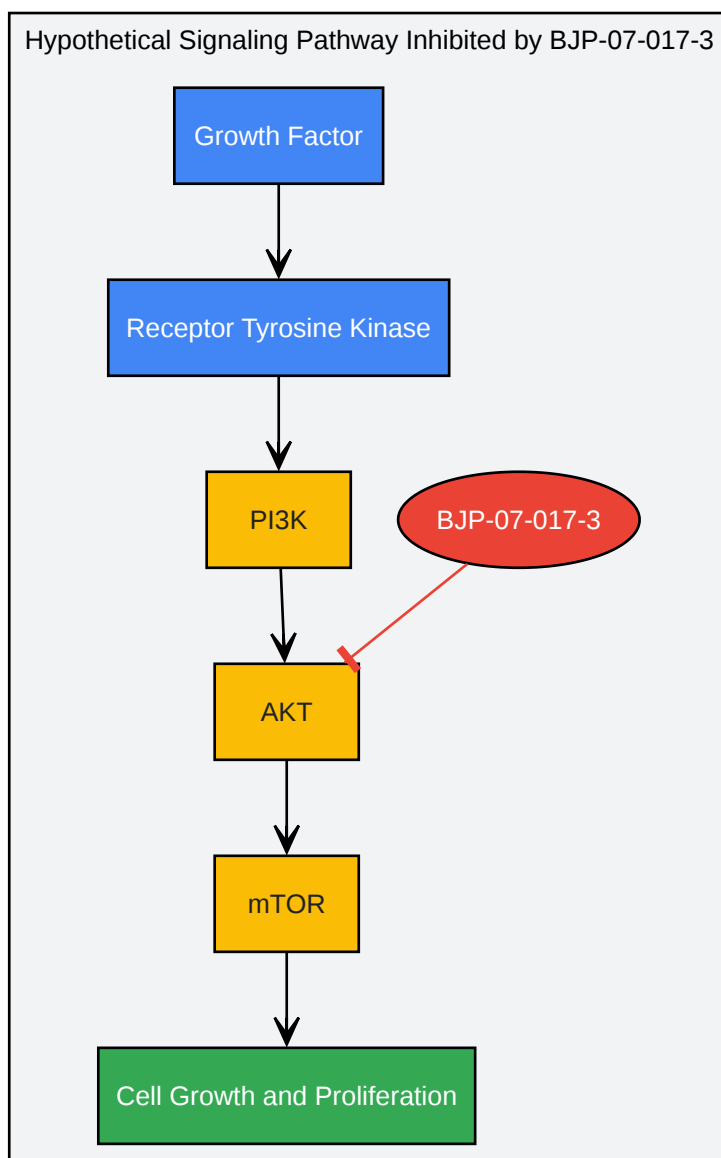 Hypothetical Signaling Pathway Inhibited by BJP-07-017-3
Growth Factor
Receptor Tyrosine Kinase
PI3K
BJP-07-017-3
AKT
mTOR
Cell Growth and Proliferation